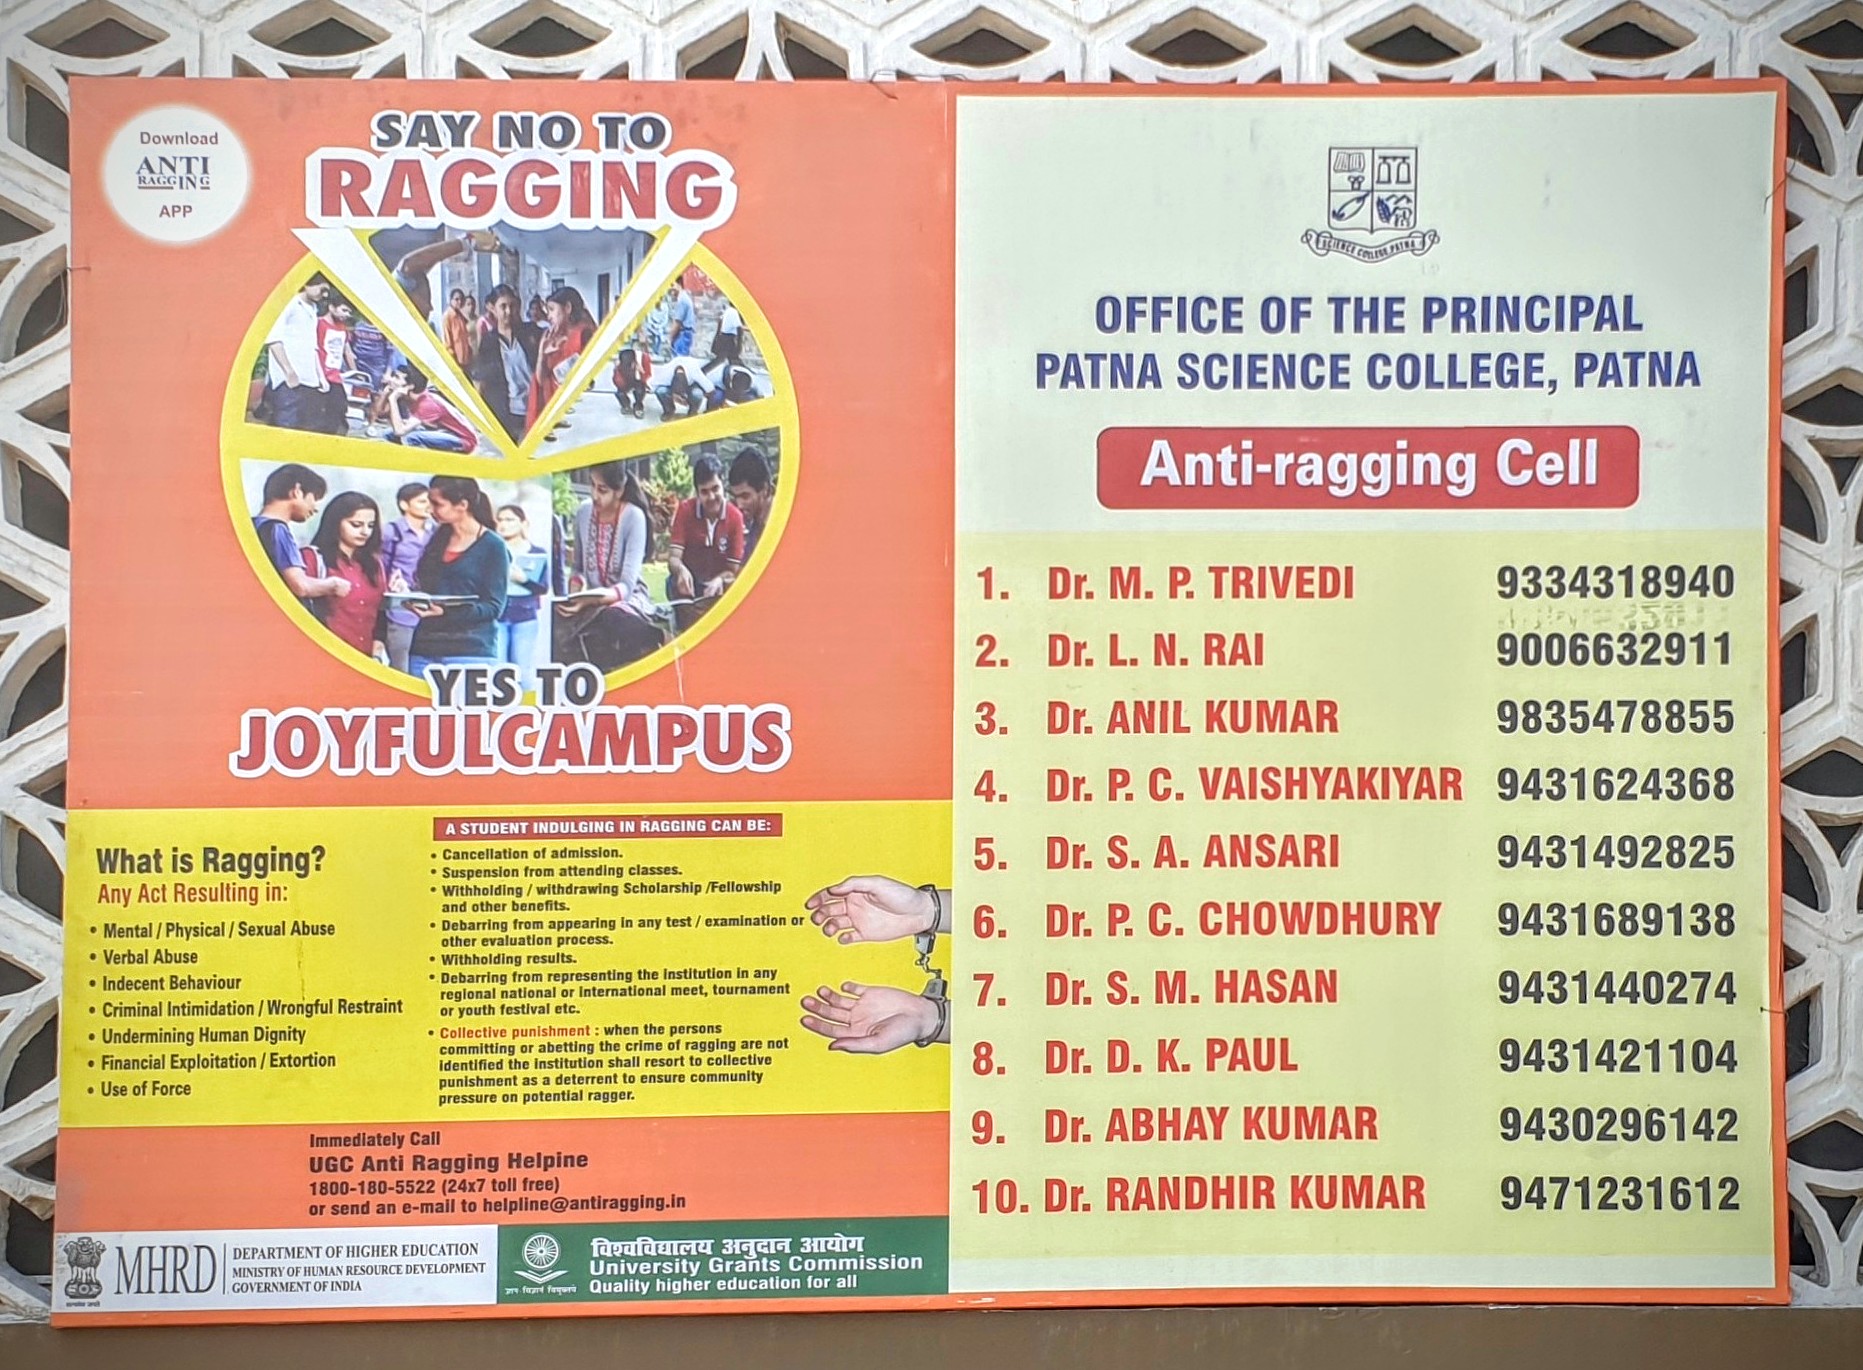 Download
ANTI
RAGGING
APP
SAY NO TO
RAGGING
YES TO
JOYFULCAMPUS
What is Ragging?
Any Act Resulting in:
• Mental / Physical / Sexual Abuse
• Verbal Abuse
• Indecent Behaviour
• Criminal Intimidation / Wrongful Restraint
• Undermining Human Dignity
• Financial Exploitation / Extortion
• Use of Force
A STUDENT INDULGING IN RAGGING CAN BE:
• Cancellation of admission.
• Suspension from attending classes.
• Withholding / withdrawing Scholarship /Fellowship
and other benefits.
• Debarring from appearing in any test / examination or
other evaluation process.
• Withholding results.
• Debarring from representing the institution in any
regional national or international meet, tournament
or youth festival etc.
• Collective punishment : when the persons
committing or abetting the crime of ragging are not
identified the institution shall resort to collective
punishment as a deterrent to ensure community
pressure on potential ragger.
Immediately Call
UGC Anti Ragging Helpine
1800-180-5522 (24x7 toll free)
or send an e-mail to helpline@antiragging.in
सत्यमेव जयते
MHRD
DEPARTMENT OF HIGHER EDUCATION
MINISTRY OF HUMAN RESOURCE DEVELOPMENT
GOVERNMENT OF INDIA
ज्ञान-विज्ञानं विमुक्तये
विश्वविद्यालय अनुदान आयोग
University Grants Commission
Quality higher education for all
SCIENCE COLLEGE PATNA
OFFICE OF THE PRINCIPAL
PATNA SCIENCE COLLEGE, PATNA
Anti-ragging Cell
1. Dr. M. P. TRIVEDI 9334318940
2. Dr. L. N. RAI 9006632911
3. Dr. ANIL KUMAR 9835478855
4. Dr. P. C. VAISHYAKIYAR 9431624368
5. Dr. S. A. ANSARI 9431492825
6. Dr. P. C. CHOWDHURY 9431689138
7. Dr. S. M. HASAN 9431440274
8. Dr. D. K. PAUL 9431421104
9. Dr. ABHAY KUMAR 9430296142
10. Dr. RANDHIR KUMAR 9471231612